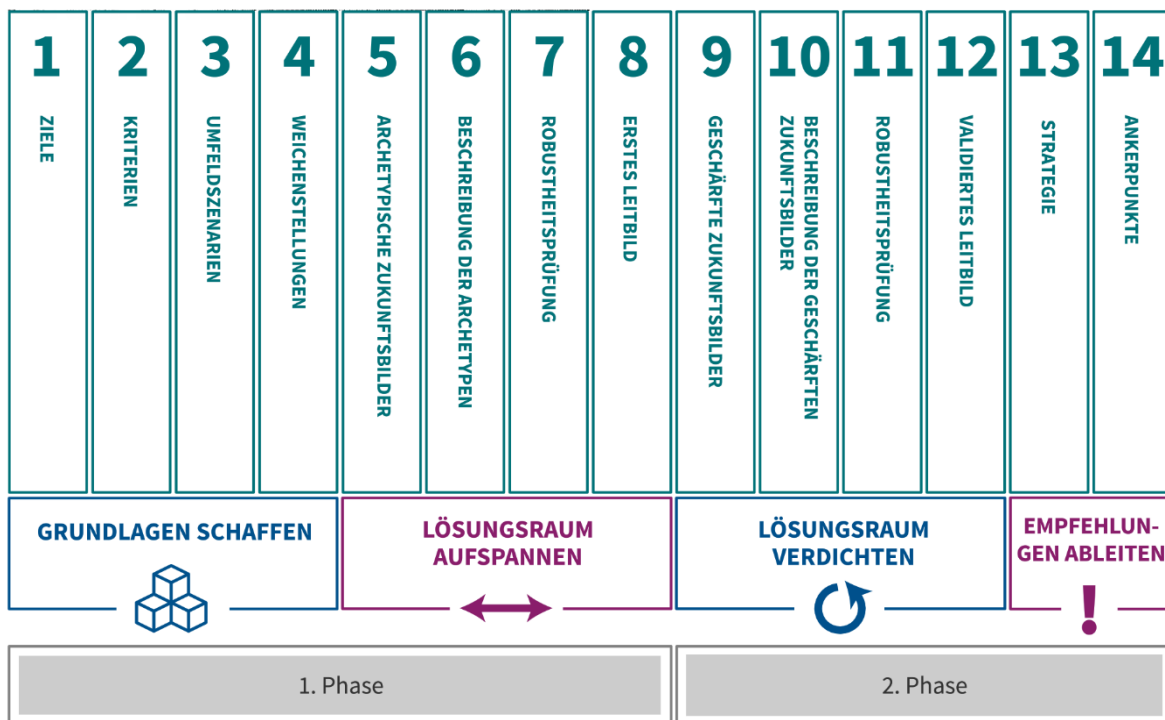 1
ZIELE
2
KRITERIEN
3
UMFELDSZENARIEN
4
WEICHENSTELLUNGEN
5
ARCHETYPISCHE ZUKUNFTSBILDER
6
BESCHREIBUNG DER ARCHETYPEN
7
ROBUSTHEITSPRÜFUNG
8
ERSTES LEITBILD
9
GESCHÄRFTE ZUKUNFTSBILDER
10
BESCHREIBUNG DER GESCHÄRFTEN
ZUKUNFTSBILDER
11
ROBUSTHEITSPRÜFUNG
12
VALIDIERTES LEITBILD
13
STRATEGIE
14
ANKERPUNKTE
GRUNDLAGEN SCHAFFEN
LÖSUNGSRAUM
AUFSPANNEN
LÖSUNGSRAUM
VERDICHTEN
EMPFEHLUN-
GEN ABLEITEN
1. Phase
2. Phase